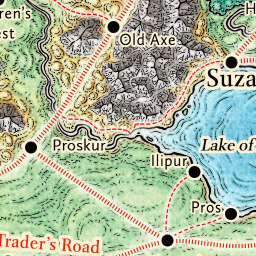 ren's
est
H
Old Axe
Suza
Proskur
Lake of
Ilipur
Pros
Trader's Road